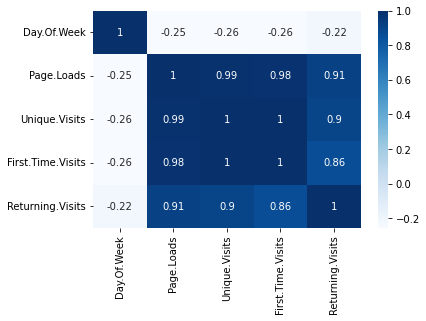 Day.Of.Week 1 -0.25 -0.26 -0.26 -0.22
Page.Loads -0.25 1 0.99 0.98 0.91
Unique.Visits -0.26 0.99 1 1 0.9
First.Time.Visits -0.26 0.98 1 1 0.86
Returning.Visits -0.22 0.91 0.9 0.86 1
Day.Of.Week
Page.Loads
Unique.Visits
First.Time.Visits
Returning.Visits
1.0
0.8
0.6
0.4
0.2
0.0
−0.2